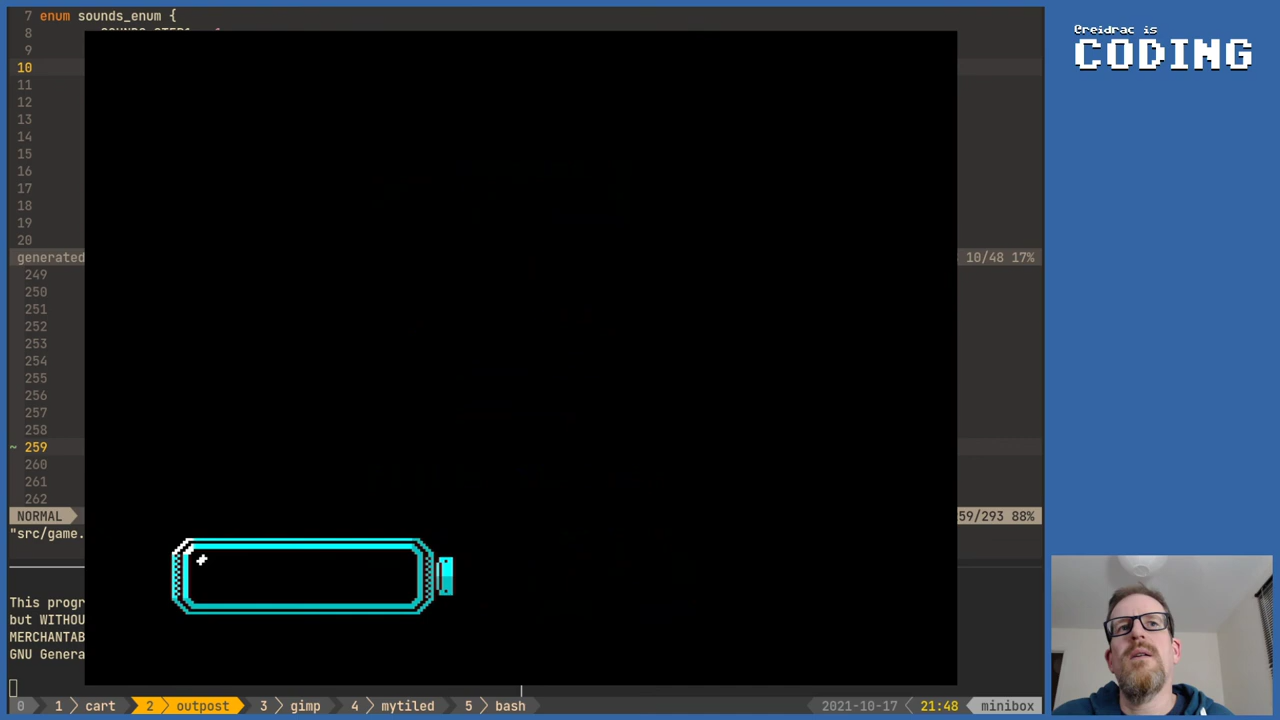 7 enum sounds_enum {
8
9
10
11
12
13
14
15
16
17
18
19
20
generated 10/48 17%
249
250
251
252
253
254
255
256
257
258
~ 259
260
261
262
NORMAL 59/293 88%
"src/game.
This progr
but WITHOU
MERCHANTAB
GNU Genera
0 1 cart 2 outpost 3 gimp 4 mytiled 5 bash 2021-10-17 21:48 minibox
@reidrac is
CODING